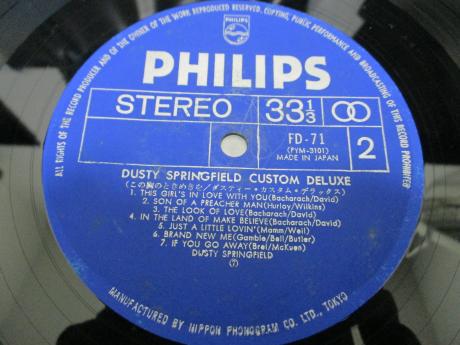 ALL RIGHTS OF THE RECORD PRODUCER AND OF THE OWNER OF THE WORK REPRODUCED RESERVED. COPYING, PUBLIC PERFORMANCE AND BROADCASTING OF THIS RECORD PROHIBITED
PHILIPS
PHILIPS
STEREO 33 1/3
FD-71
(FYM-3101)
MADE IN JAPAN
2
DUSTY SPRINGFIELD CUSTOM DELUXE
(この胸のときめきを/ダスティー・カスタム・デラックス)
1. THIS GIRL'S IN LOVE WITH YOU(Bacharach/David)
2. SON OF A PREACHER MAN(Hurley/Wilkins)
3. THE LOOK OF LOVE(Bacharach/David)
4. IN THE LAND OF MAKE BELIEVE(Bacharach/David)
5. JUST A LITTLE LOVIN'(Mamm/Weil)
6. BRAND NEW ME(Gamble/Bell/Butler)
7. IF YOU GO AWAY(Brel/McKuen)
DUSTY SPRINGFIELD
(7)
MANUFACTURED BY NIPPON PHONOGRAM CO. LTD., TOKYO